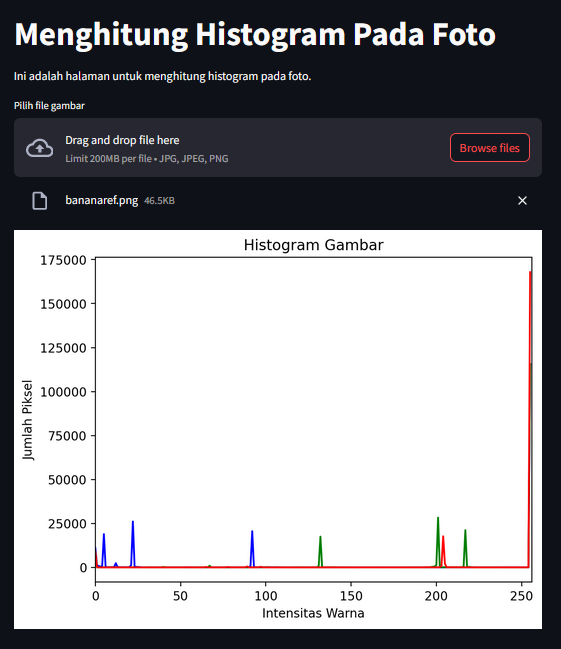 Menghitung Histogram Pada Foto
Ini adalah halaman untuk menghitung histogram pada foto.
Pilih file gambar
Drag and drop file here
Limit 200MB per file • JPG, JPEG, PNG
Browse files
bananaref.png 46.5KB
Histogram Gambar
175000
150000
125000
100000
75000
50000
25000
0
Jumlah Piksel
0 50 100 150 200 250
Intensitas Warna